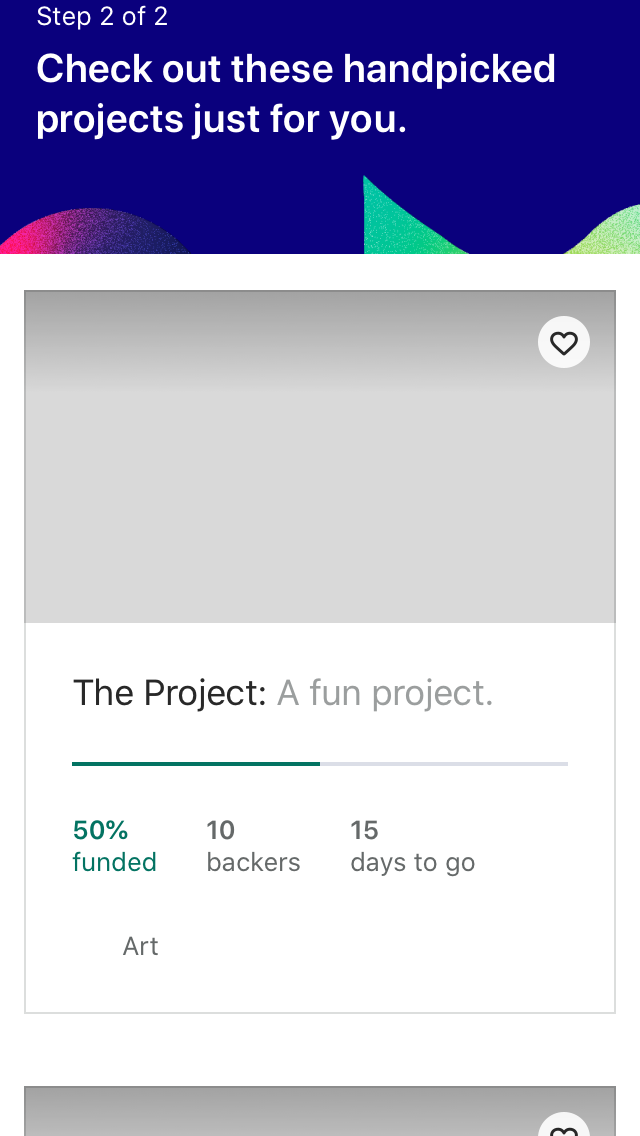 Step 2 of 2
Check out these handpicked
projects just for you.
The Project: A fun project.
50%
funded
10
backers
15
days to go
Art